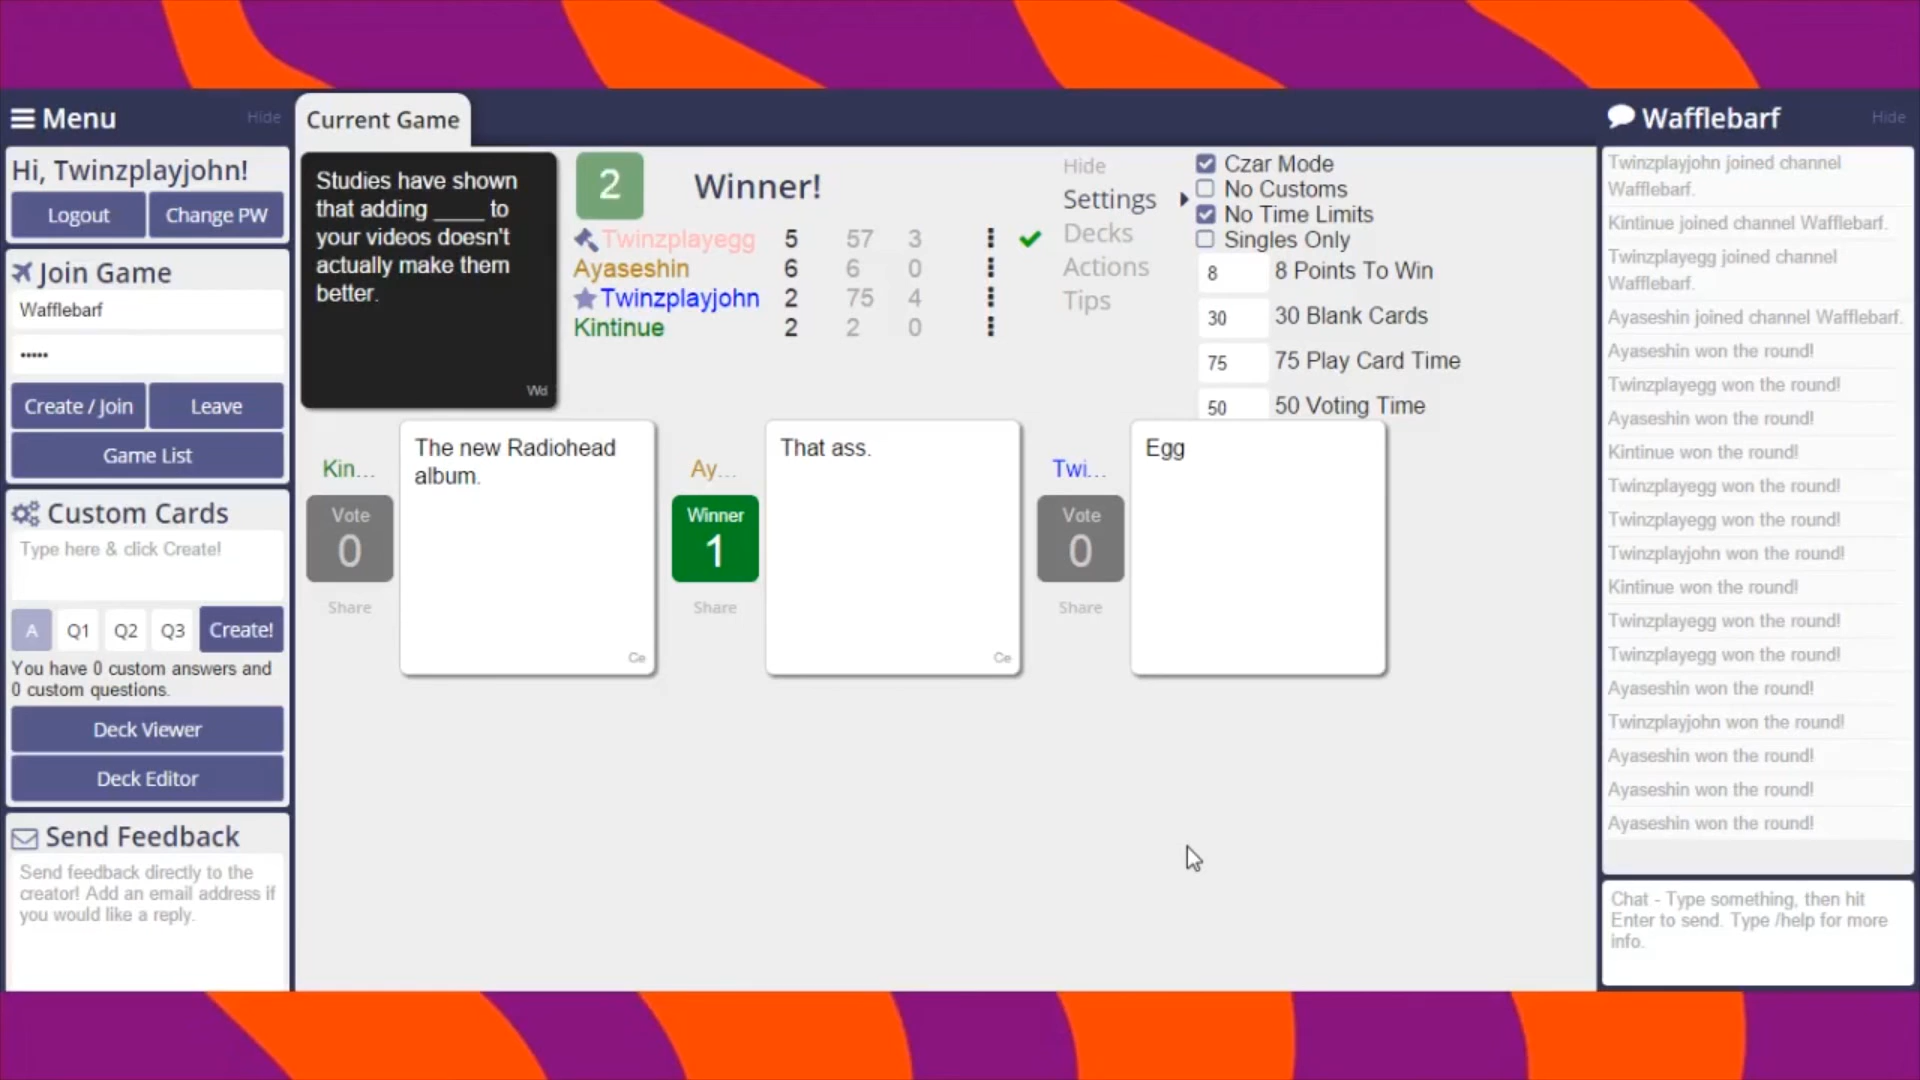 Menu
Hide
Hi, Twinzplayjohn!
Logout
Change PW
Join Game
Wafflebarf
•••••
Create / Join
Leave
Game List
Custom Cards
Type here & click Create!
A
Q1
Q2
Q3
Create!
You have 0 custom answers and
0 custom questions.
Deck Viewer
Deck Editor
Send Feedback
Send feedback directly to the
creator! Add an email address if
you would like a reply.
Current Game
Studies have shown
that adding ____ to
your videos doesn't
actually make them
better.
Wd
2
Winner!
Twinzplayegg 5 57 3
Ayaseshin 6 6 0
Twinzplayjohn 2 75 4
Kintinue 2 2 0
Hide
Settings
Decks
Actions
Tips
Czar Mode
No Customs
No Time Limits
Singles Only
8 8 Points To Win
30 30 Blank Cards
75 75 Play Card Time
50 50 Voting Time
Kin...
Vote
0
Share
The new Radiohead
album.
Ce
Ay...
Winner
1
Share
That ass.
Ce
Twi...
Vote
0
Share
Egg
Wafflebarf
Hide
Twinzplayjohn joined channel
Wafflebarf.
Kintinue joined channel Wafflebarf.
Twinzplayegg joined channel
Wafflebarf.
Ayaseshin joined channel Wafflebarf.
Ayaseshin won the round!
Twinzplayegg won the round!
Ayaseshin won the round!
Kintinue won the round!
Twinzplayegg won the round!
Twinzplayegg won the round!
Twinzplayjohn won the round!
Kintinue won the round!
Twinzplayegg won the round!
Twinzplayegg won the round!
Ayaseshin won the round!
Twinzplayjohn won the round!
Ayaseshin won the round!
Ayaseshin won the round!
Ayaseshin won the round!
Chat - Type something, then hit
Enter to send. Type /help for more
info.